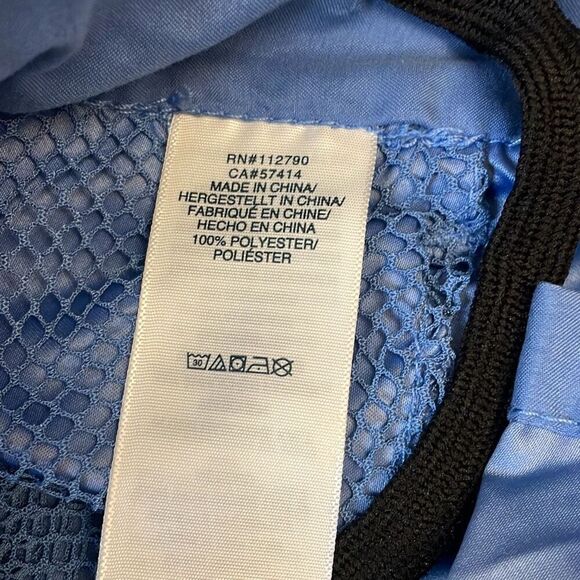 RN#112790
CA#57414
MADE IN CHINA/
HERGESTELLT IN CHINA/
FABRIQUÉ EN CHINE/
HECHO EN CHINA
100% POLYESTER/
POLIÉSTER
30